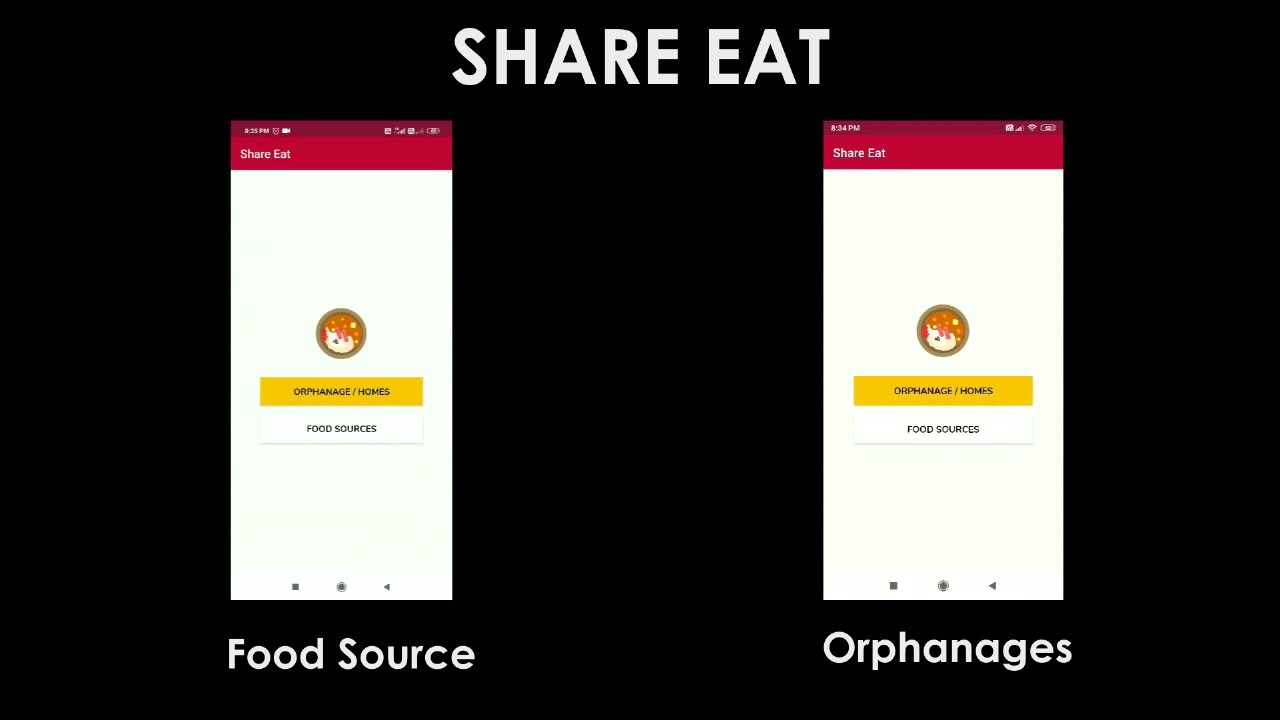 SHARE EAT
8:35 PM
Share Eat
ORPHANAGE / HOMES
FOOD SOURCES
Food Source
8:34 PM
Share Eat
ORPHANAGE / HOMES
FOOD SOURCES
Orphanages